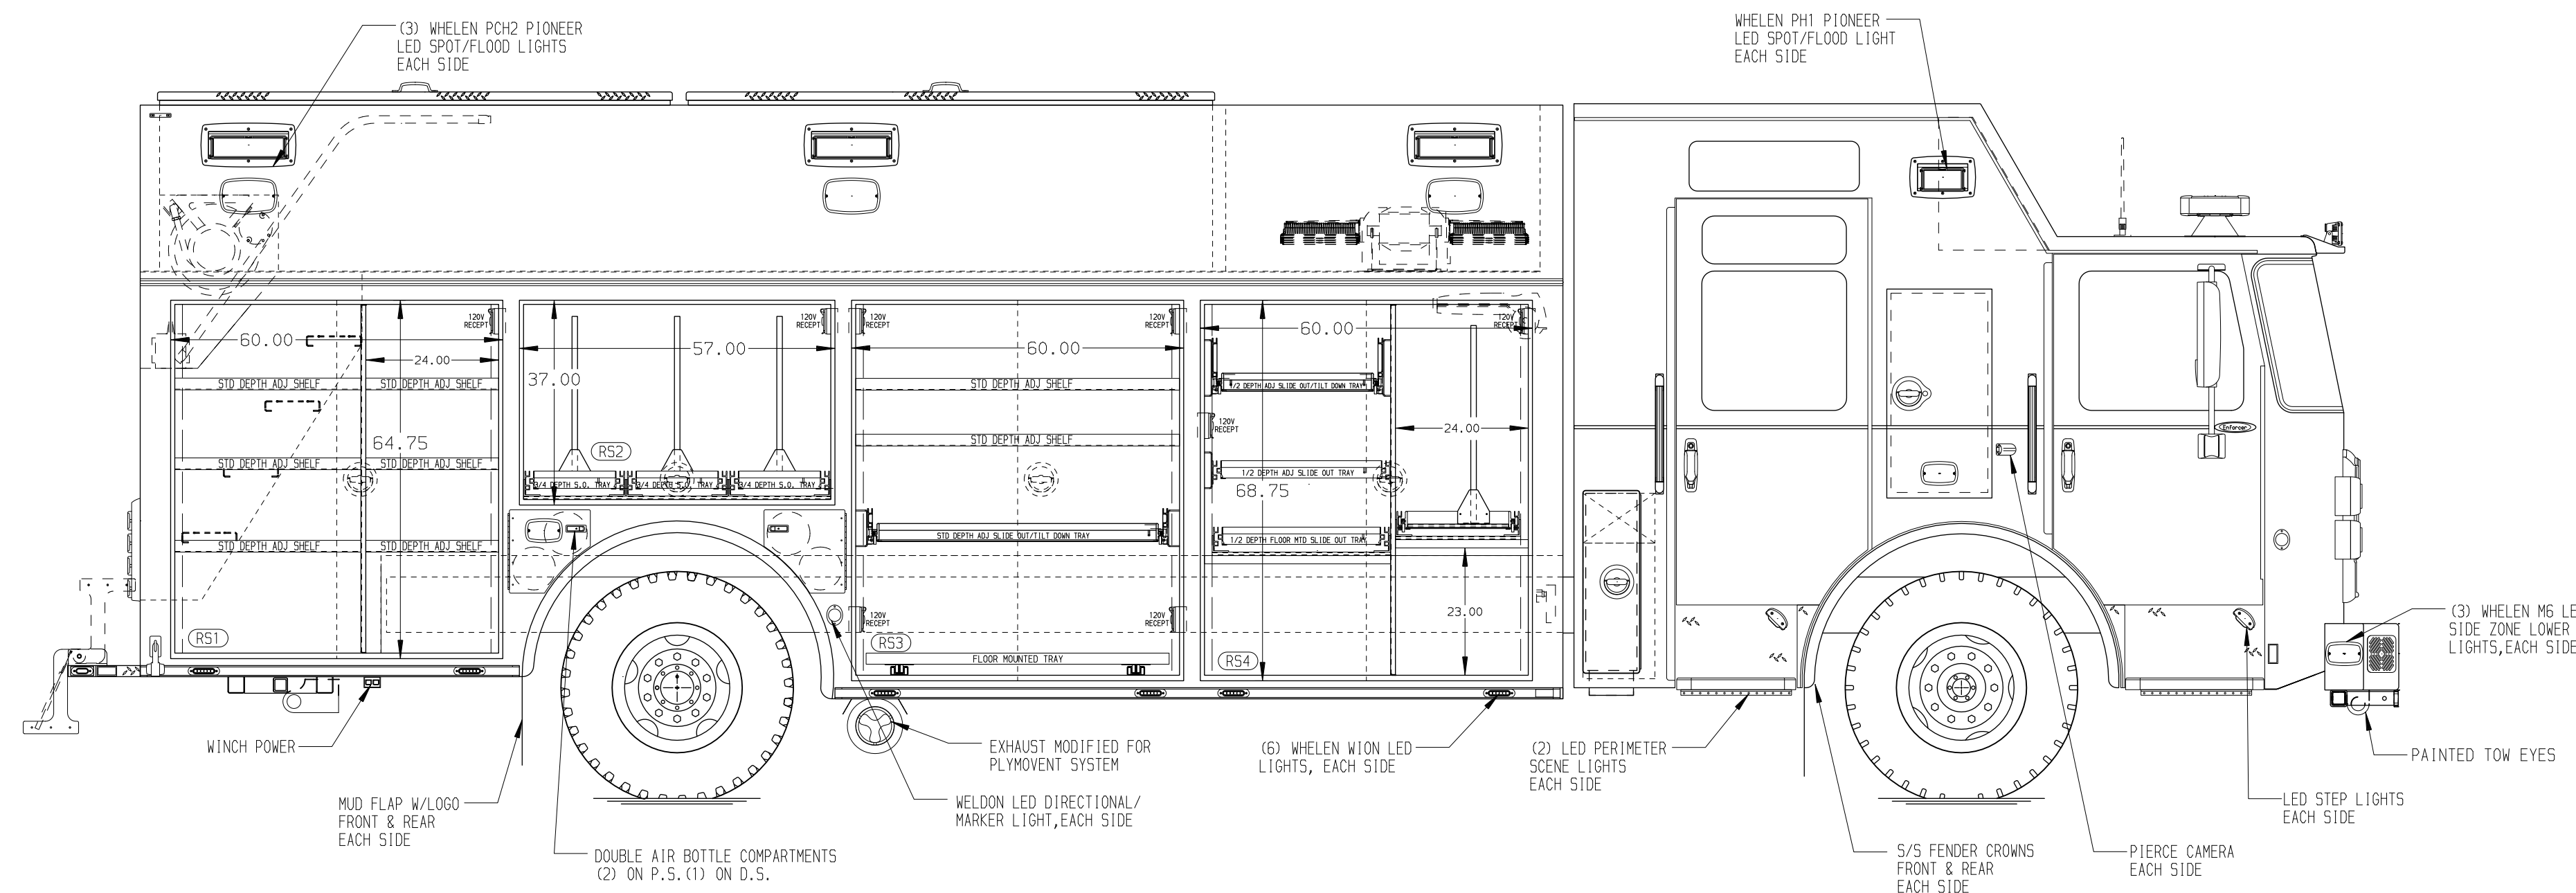 (3) WHELEN PCH2 PIONEER
LED SPOT/FLOOD LIGHTS
EACH SIDE
WHELEN PH1 PIONEER
LED SPOT/FLOOD LIGHT
EACH SIDE
120V
RECEPT
60.00
24.00
STD DEPTH ADJ SHELF
STD DEPTH ADJ SHELF
64.75
STD DEPTH ADJ SHELF
STD DEPTH ADJ SHELF
STD DEPTH ADJ SHELF
STD DEPTH ADJ SHELF
RS1
120V
RECEPT
57.00
37.00
RS2
3/4 DEPTH S.O. TRAY
3/4 DEPTH S.O. TRAY
3/4 DEPTH S.O. TRAY
120V
RECEPT
120V
RECEPT
60.00
STD DEPTH ADJ SHELF
STD DEPTH ADJ SHELF
STD DEPTH ADJ SLIDE OUT/TILT DOWN TRAY
120V
RECEPT
120V
RECEPT
RS3
FLOOR MOUNTED TRAY
120V
RECEPT
60.00
1/2 DEPTH ADJ SLIDE OUT/TILT DOWN TRAY
120V
RECEPT
24.00
1/2 DEPTH ADJ SLIDE OUT TRAY
68.75
1/2 DEPTH FLOOR MTD SLIDE OUT TRAY
23.00
RS4
Enforcer
(3) WHELEN M6 LE
SIDE ZONE LOWER
LIGHTS,EACH SIDE
WINCH POWER
EXHAUST MODIFIED FOR
PLYMOVENT SYSTEM
(6) WHELEN WION LED
LIGHTS, EACH SIDE
(2) LED PERIMETER
SCENE LIGHTS
EACH SIDE
PAINTED TOW EYES
MUD FLAP W/LOGO
FRONT & REAR
EACH SIDE
WELDON LED DIRECTIONAL/
MARKER LIGHT,EACH SIDE
LED STEP LIGHTS
EACH SIDE
DOUBLE AIR BOTTLE COMPARTMENTS
(2) ON P.S.(1) ON D.S.
S/S FENDER CROWNS
FRONT & REAR
EACH SIDE
PIERCE CAMERA
EACH SIDE